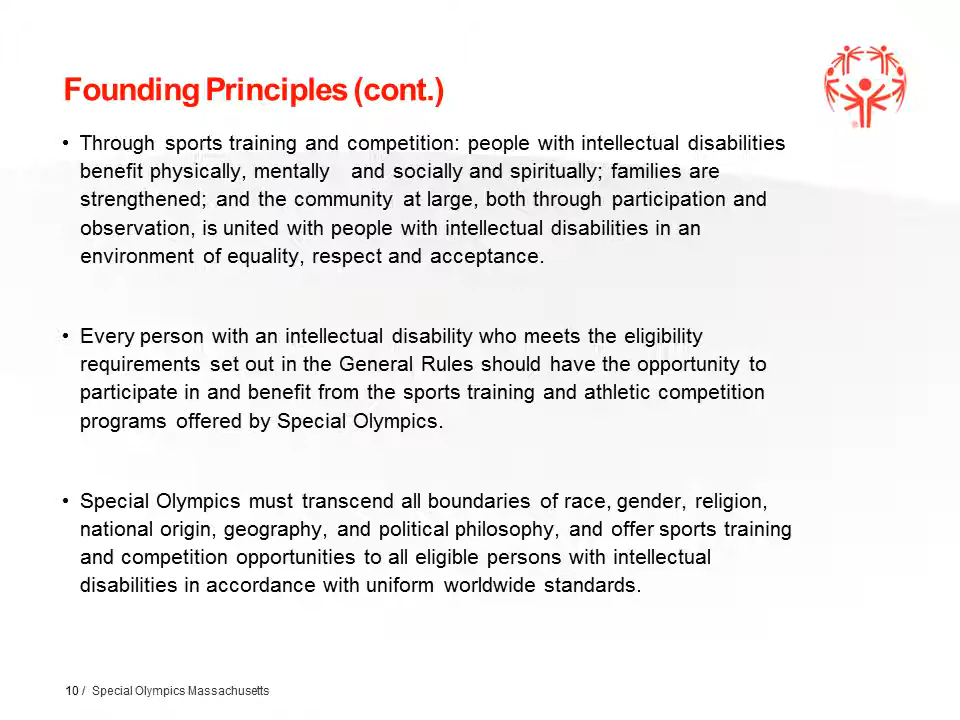 Founding Principles (cont.)
• Through sports training and competition: people with intellectual disabilities
benefit physically, mentally and socially and spiritually; families are
strengthened; and the community at large, both through participation and
observation, is united with people with intellectual disabilities in an
environment of equality, respect and acceptance.
• Every person with an intellectual disability who meets the eligibility
requirements set out in the General Rules should have the opportunity to
participate in and benefit from the sports training and athletic competition
programs offered by Special Olympics.
• Special Olympics must transcend all boundaries of race, gender, religion,
national origin, geography, and political philosophy, and offer sports training
and competition opportunities to all eligible persons with intellectual
disabilities in accordance with uniform worldwide standards.
10 / Special Olympics Massachusetts